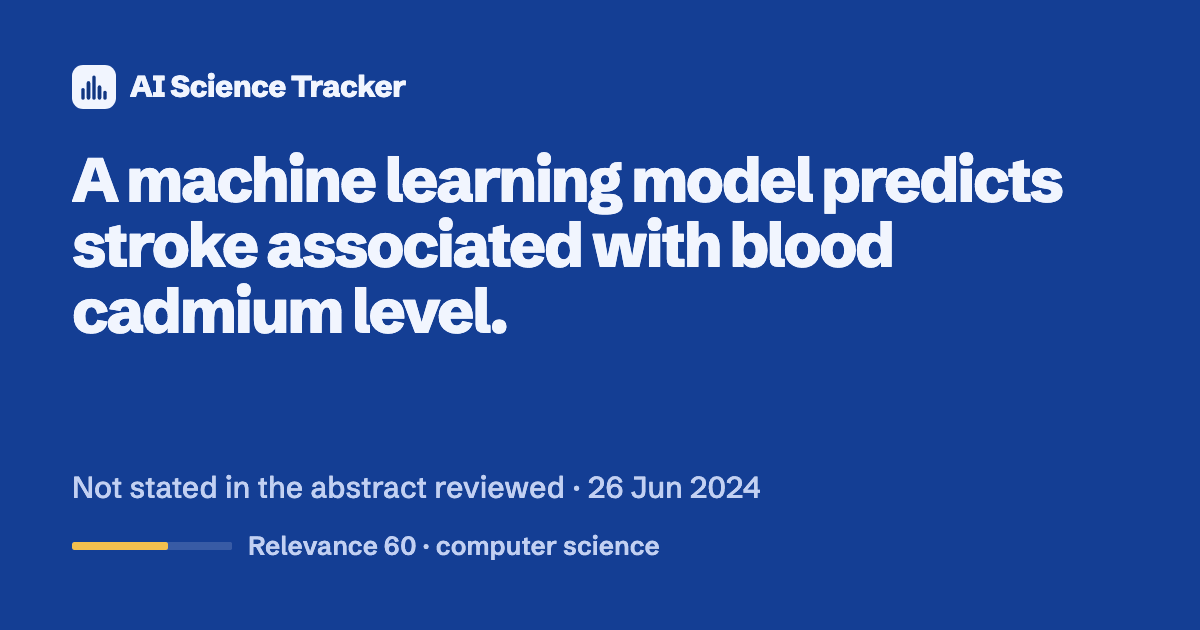 AI Science Tracker
A machine learning model predicts
stroke associated with blood
cadmium level.
Not stated in the abstract reviewed · 26 Jun 2024
Relevance 60 · computer science